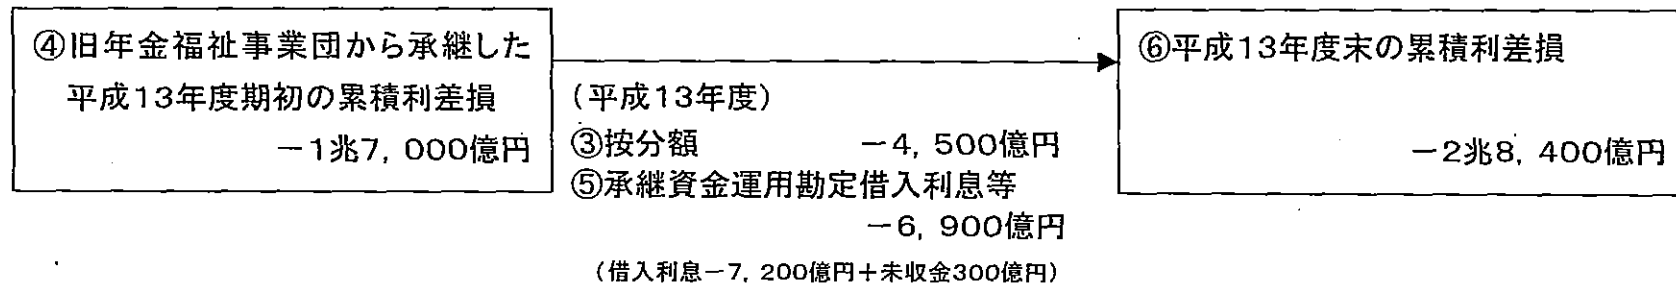 ④旧年金福祉事業団から承継した
平成13年度期初の累積利差損
－1兆7, 000億円
(平成13年度)
③按分額 －4, 500億円
⑤承継資金運用勘定借入利息等
－6, 900億円
(借入利息－7, 200億円＋未収金300億円)
⑥平成13年度末の累積利差損
－2兆8, 400億円